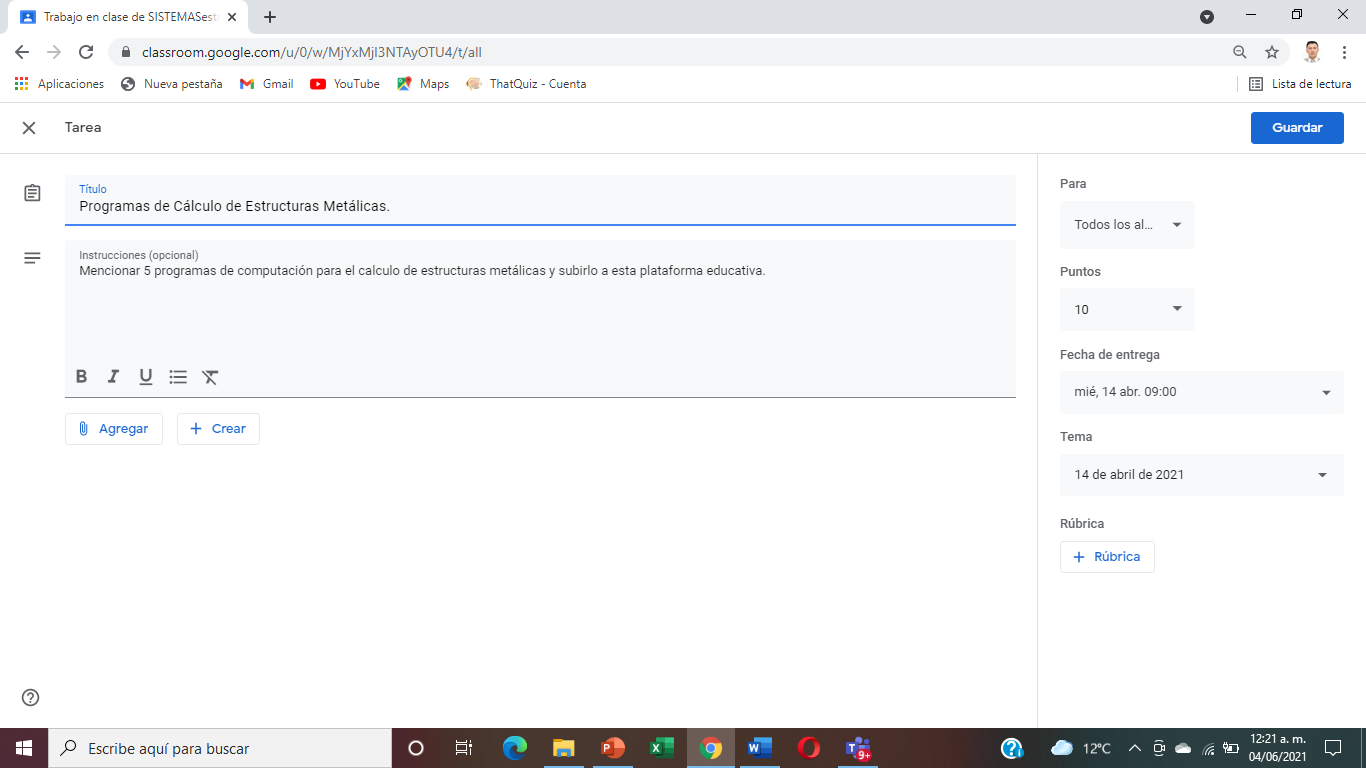 Trabajo en clase de SISTEMASest
classroom.google.com/u/0/w/MjYxMjI3NTAyOTU4/t/all
Aplicaciones
Nueva pestaña
Gmail
YouTube
Maps
ThatQuiz - Cuenta
Lista de lectura
Tarea
Guardar
Título
Programas de Cálculo de Estructuras Metálicas.
Instrucciones (opcional)
Mencionar 5 programas de computación para el calculo de estructuras metálicas y subirlo a esta plataforma educativa.
B I U
Agregar
Crear
Para
Todos los al...
Puntos
10
Fecha de entrega
mié, 14 abr. 09:00
Tema
14 de abril de 2021
Rúbrica
Rúbrica
Escribe aquí para buscar
9+
12°C
12:21 a. m.
04/06/2021